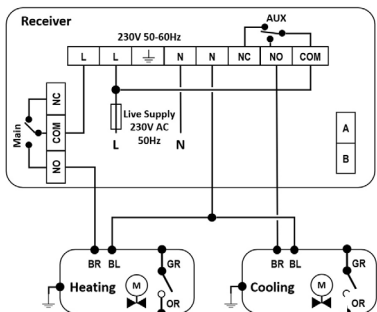 Receiver
AUX
230V 50-60Hz
L L N N NC NO COM
NC
COM
NO
Main
Live Supply
230V AC
50Hz
L N
A
B
BR BL GR
Heating M
OR
BR BL GR
Cooling M
OR